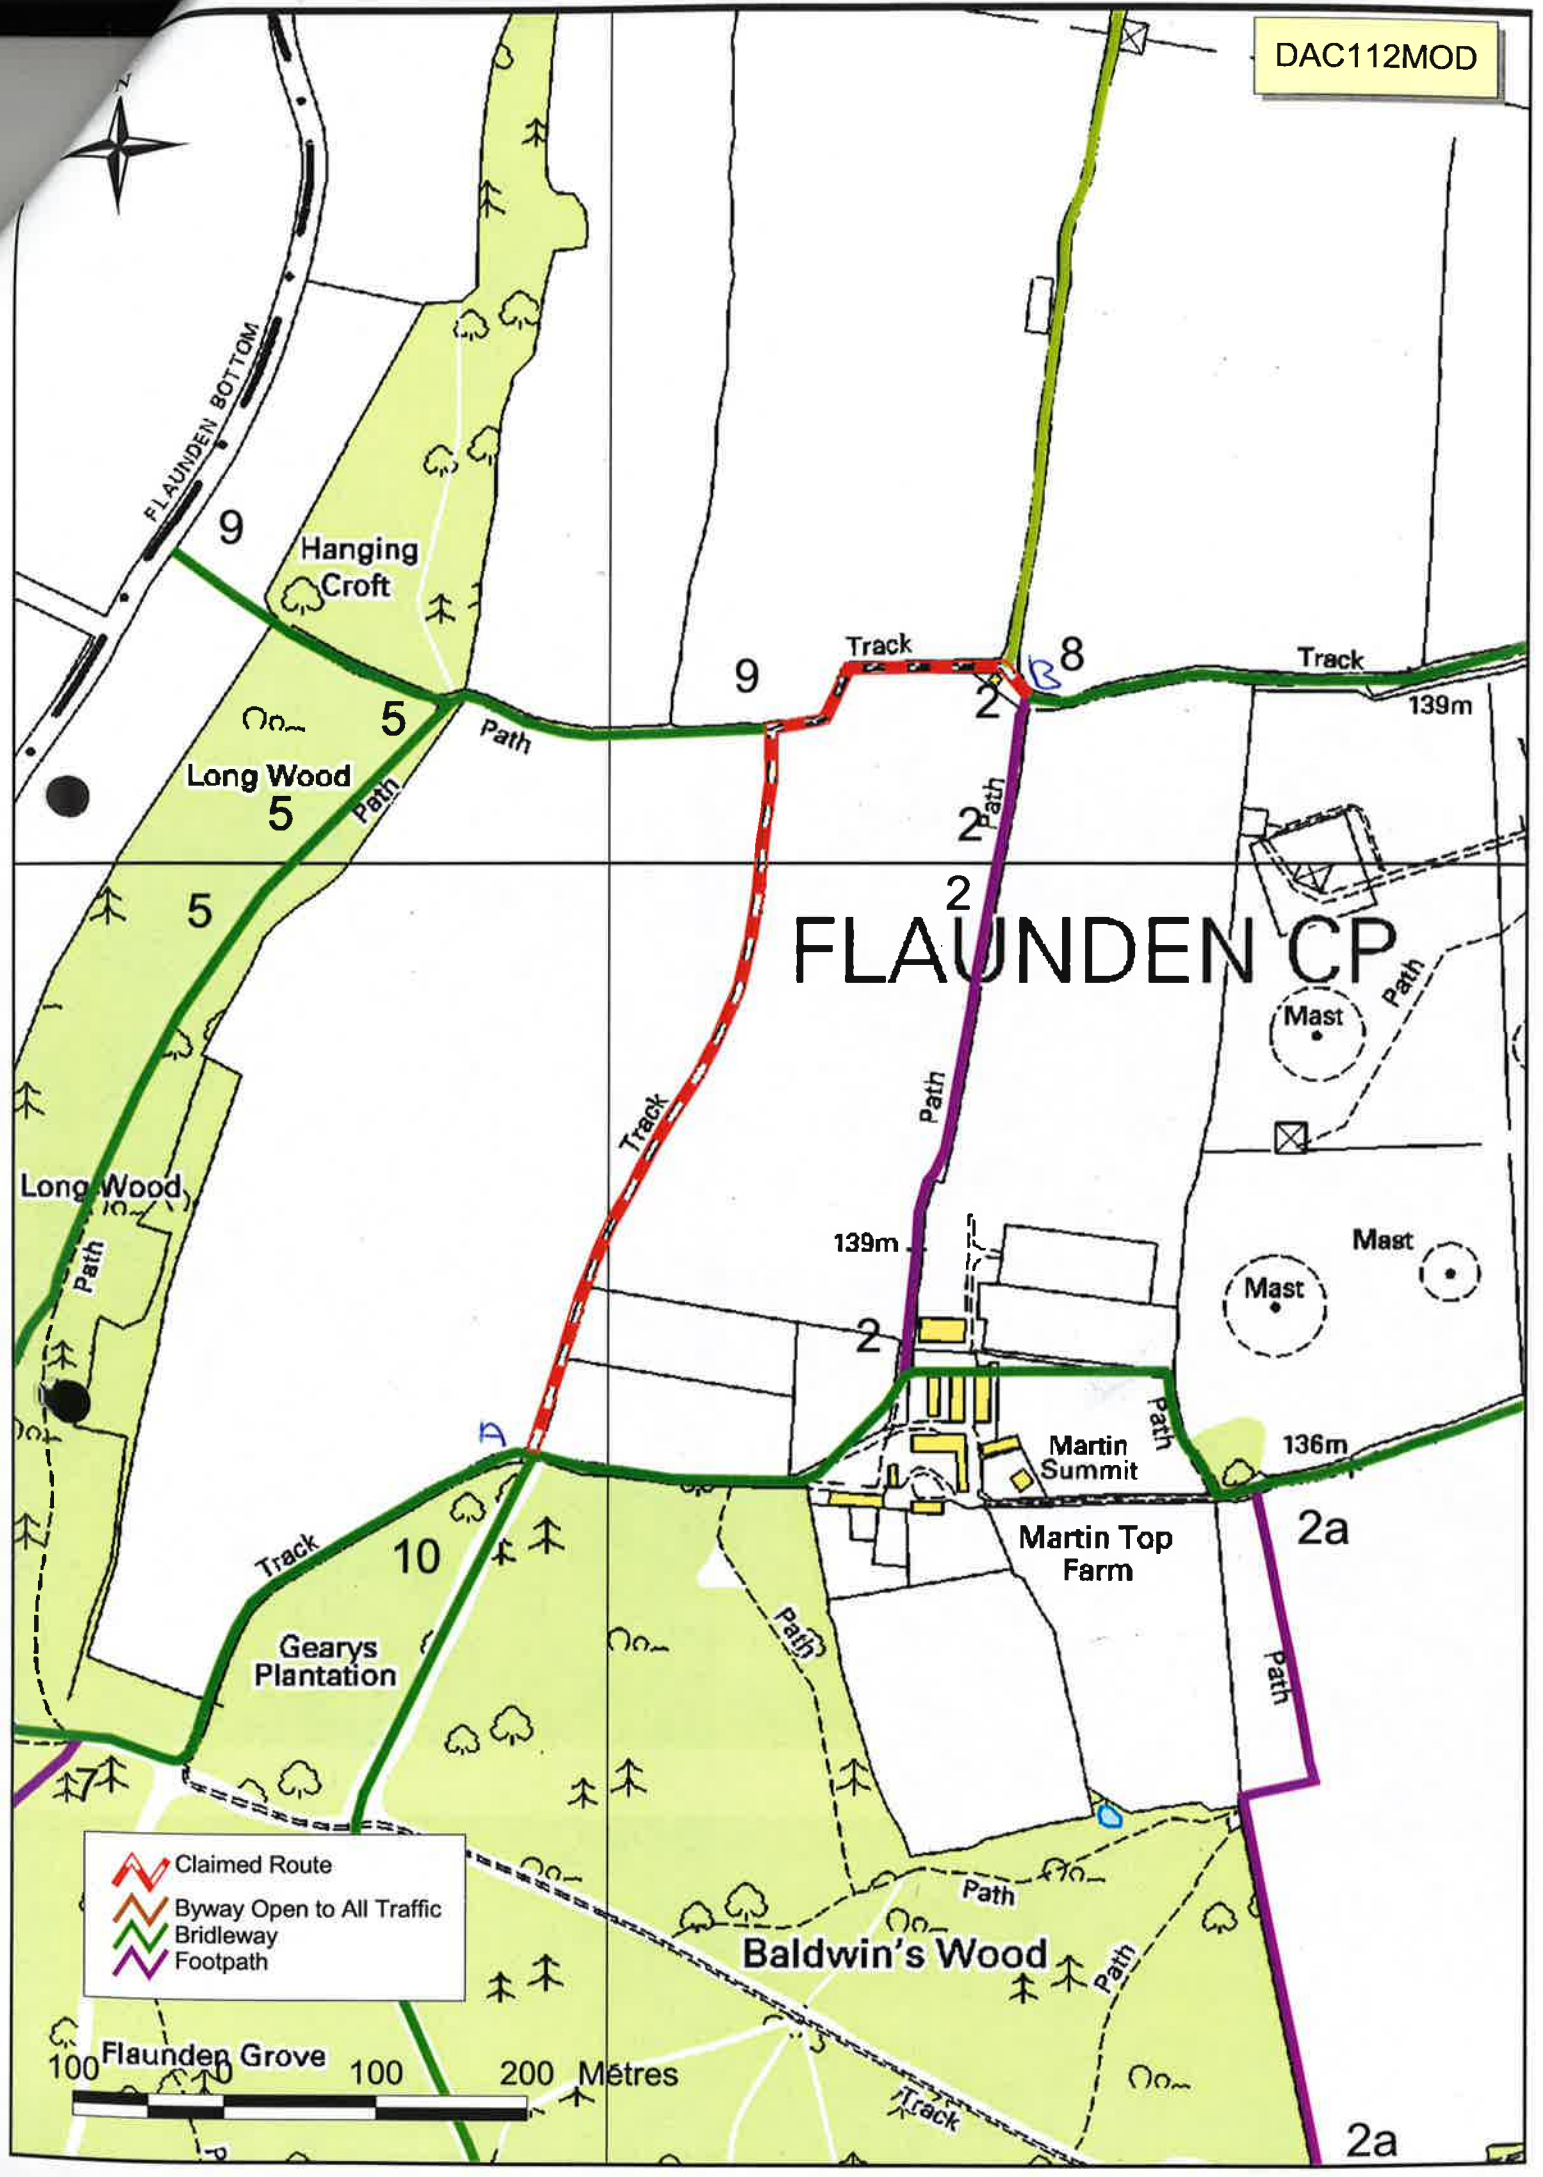 DAC112MOD
N
FLAUNDEN BOTTOM
9
Hanging
Croft
Track
8
Track
9
2
B
139m
5
Path
Long Wood
5
Path
Path
2
2
5
FLAUNDEN CP
Path
Mast
Path
Track
Long Wood
Path
139m
Mast
Mast
2
D
Path
136m
Martin
Summit
2a
Martin Top
Farm
Track
10
Path
Gearys
Plantation
Path
7
Claimed Route
Byway Open to All Traffic
Bridleway
Footpath
Path
Baldwin's Wood
Path
Flaunden Grove
100 0 100 200 Metres
Track
P
2a